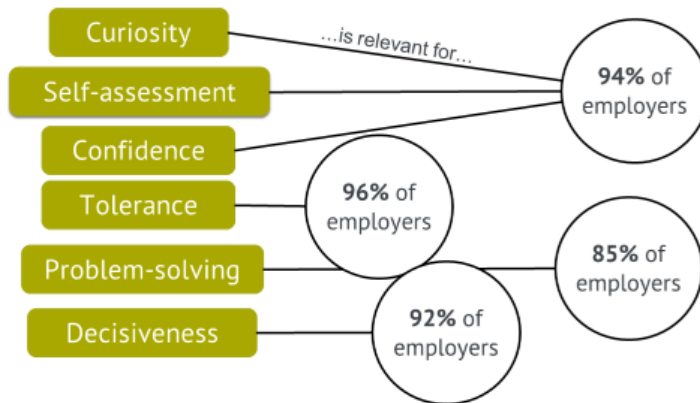 Curiosity
...is relevant for...
94% of
employers
Self-assessment
Confidence
Tolerance
96% of
employers
Problem-solving
85% of
employers
Decisiveness
92% of
employers